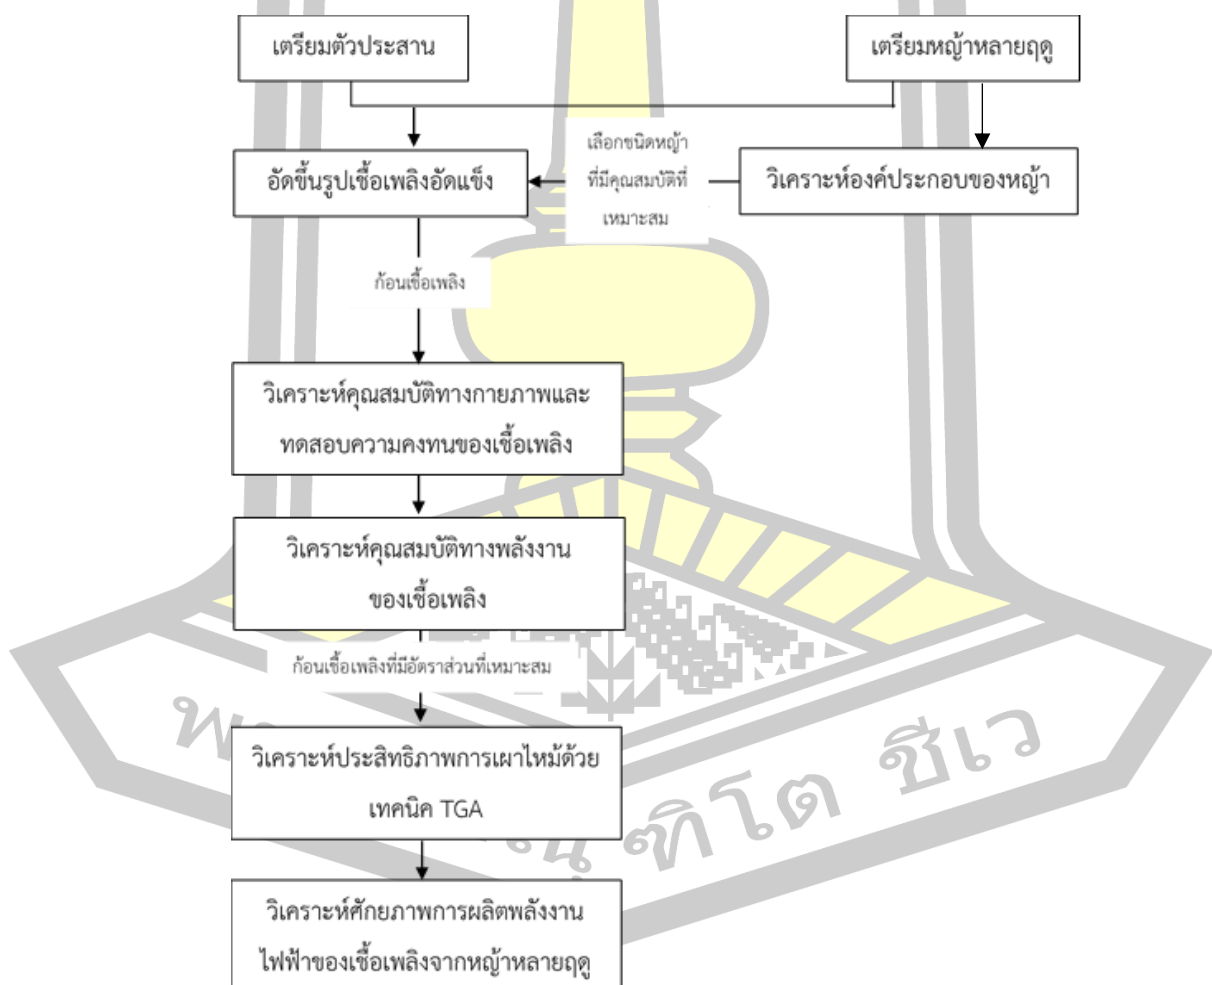 เตรียมตัวประสาน
เตรียมหญ้าหลายฤดู
เลือกชนิดหญ้า
ที่มีคุณสมบัติที่
เหมาะสม
อัดขึ้นรูปเชื้อเพลิงอัดแข็ง
วิเคราะห์องค์ประกอบของหญ้า
ก้อนเชื้อเพลิง
วิเคราะห์คุณสมบัติทางกายภาพและ
ทดสอบความคงทนของเชื้อเพลิง
วิเคราะห์คุณสมบัติทางพลังงาน
ของเชื้อเพลิง
ก้อนเชื้อเพลิงที่มีอัตราส่วนที่เหมาะสม
วิเคราะห์ประสิทธิภาพการเผาไหม้ด้วย
เทคนิค TGA
วิเคราะห์ศักยภาพการผลิตพลังงาน
ไฟฟ้าของเชื้อเพลิงจากหญ้าหลายฤดู
ฑิโต ชีเว